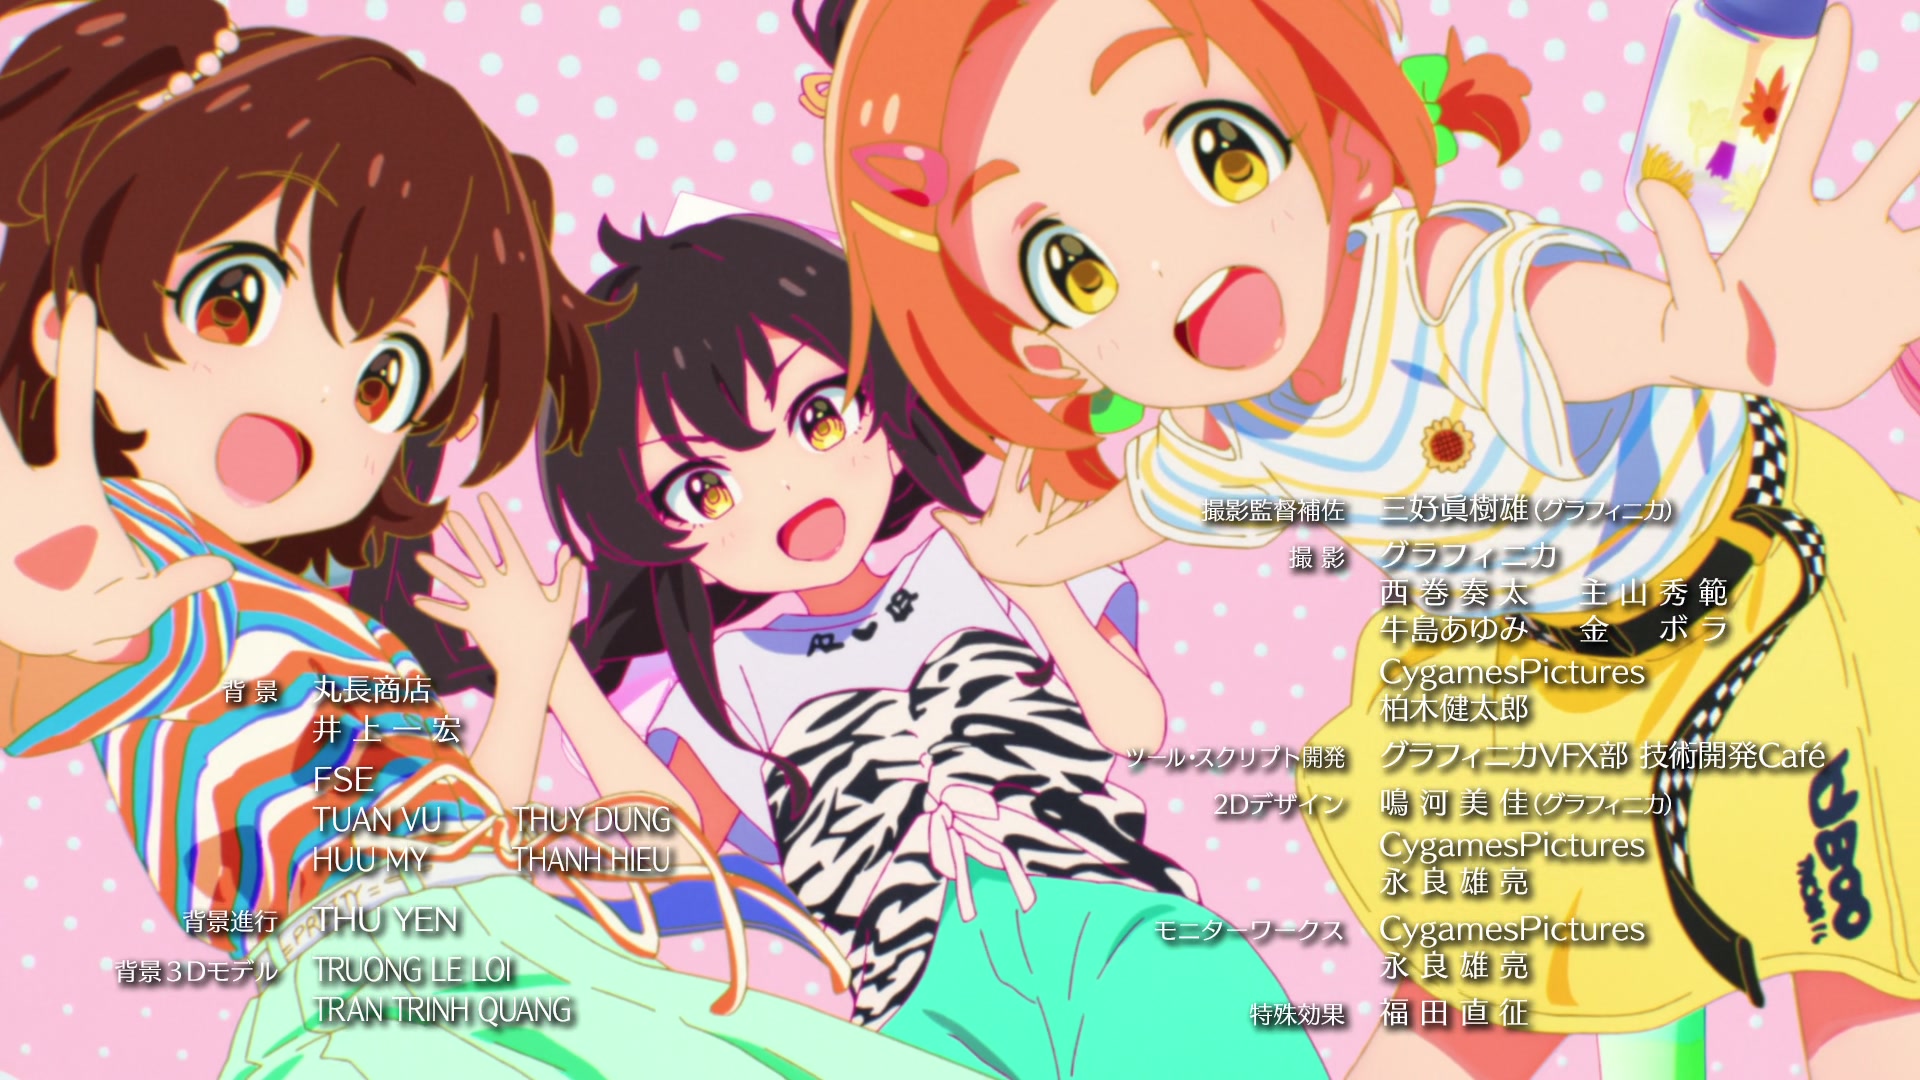 背景 丸長商店
井上一宏
FSE
TUAN VU THUY DUNG
HUU MY THANH HIEU
背景進行 THU YEN
背景3Dモデル TRUONG LE LOI
TRAN TRINH QUANG
撮影監督補佐 三好眞樹雄(グラフィニカ)
撮影 グラフィニカ
西巻奏太 主山秀範
牛島あゆみ 金ボラ
CygamesPictures
柏木健太郎
ツール・スクリプト開発 グラフィニカVFX部 技術開発Café
2Dデザイン 鳴河美佳(グラフィニカ)
CygamesPictures
永良雄亮
モニターワークス CygamesPictures
永良雄亮
特殊効果 福田直征